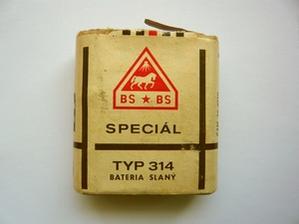 BS ★ BS
SPECIÁL
TYP 314
BATERIA SLANÝ